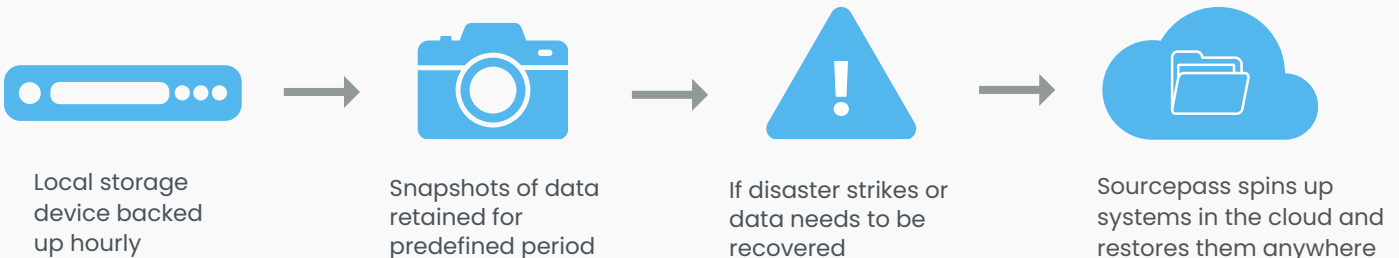 Local storage
device backed
up hourly
Snapshots of data
retained for
predefined period
If disaster strikes or
data needs to be
recovered
Sourcepass spins up
systems in the cloud and
restores them anywhere